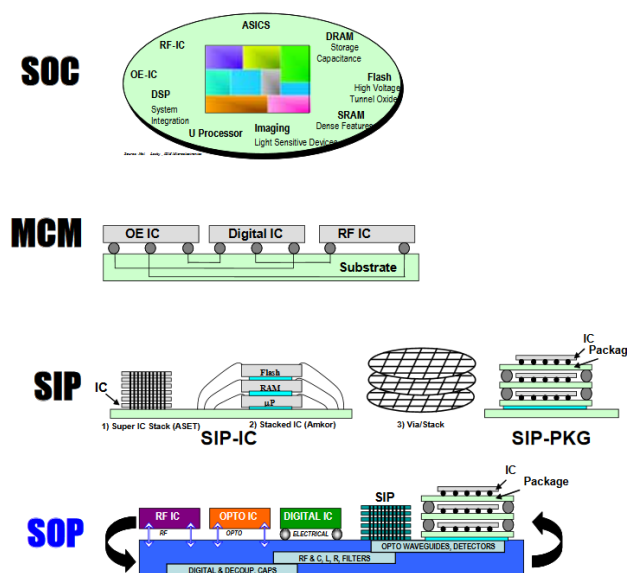 SOC
ASICS
RF-IC
DRAM
Storage
Capacitance
OE-IC
Flash
High Voltage
Tunnel Oxide
DSP
System
Integration
SRAM
Dense Features
U Processor
Imaging
Light Sensitive Devices
MCM
OE IC
Digital IC
RF IC
Substrate
SIP
IC
Flash
RAM
µP
1) Super IC Stack (ASET)
2) Stacked IC (Amkor)
SIP-IC
3) Via/Stack
IC
Package
SIP-PKG
SOP
RF IC
OPTO IC
DIGITAL IC
SIP
IC
Package
RF
OPTO
ELECTRICAL
OPTO WAVEGUIDES, DETECTORS
RF & C, L, R, FILTERS
DIGITAL & DECOUP, CAPS